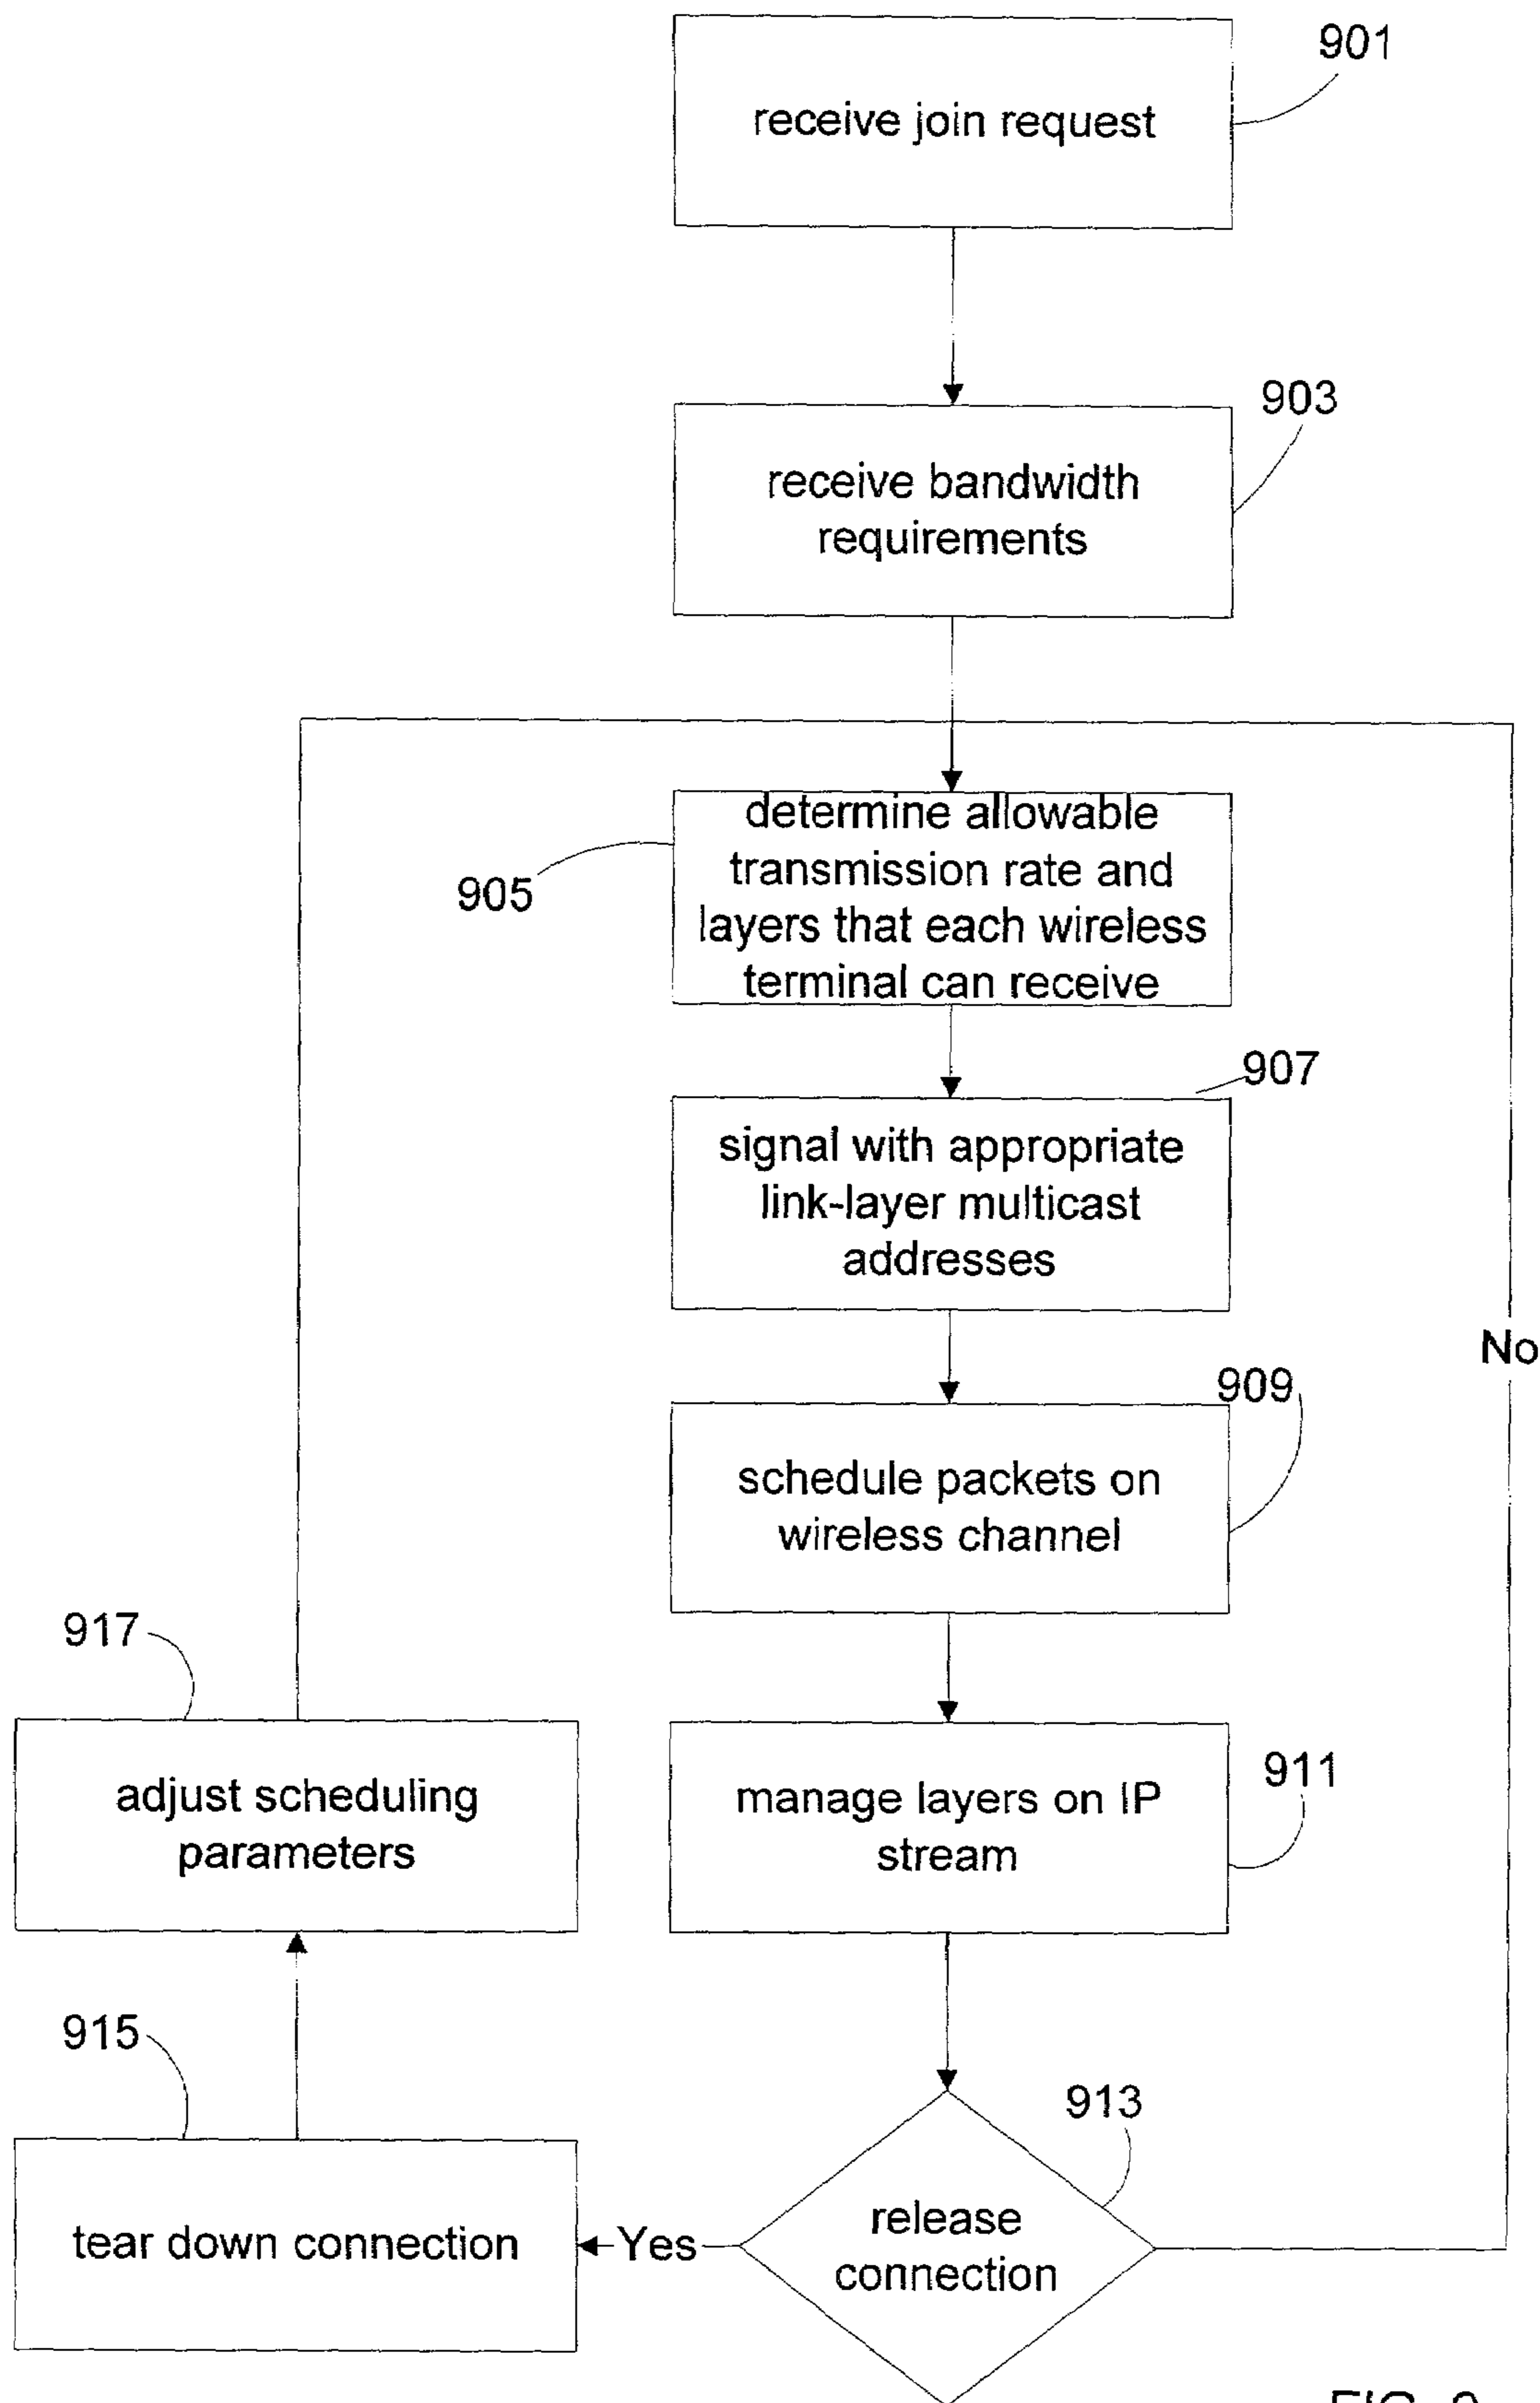 901
receive join request
903
receive bandwidth
requirements
905
determine allowable
transmission rate and
layers that each wireless
terminal can receive
907
signal with appropriate
link-layer multicast
addresses
No
909
schedule packets on
wireless channel
917
adjust scheduling
parameters
911
manage layers on IP
stream
915
tear down connection
Yes
913
release
connection